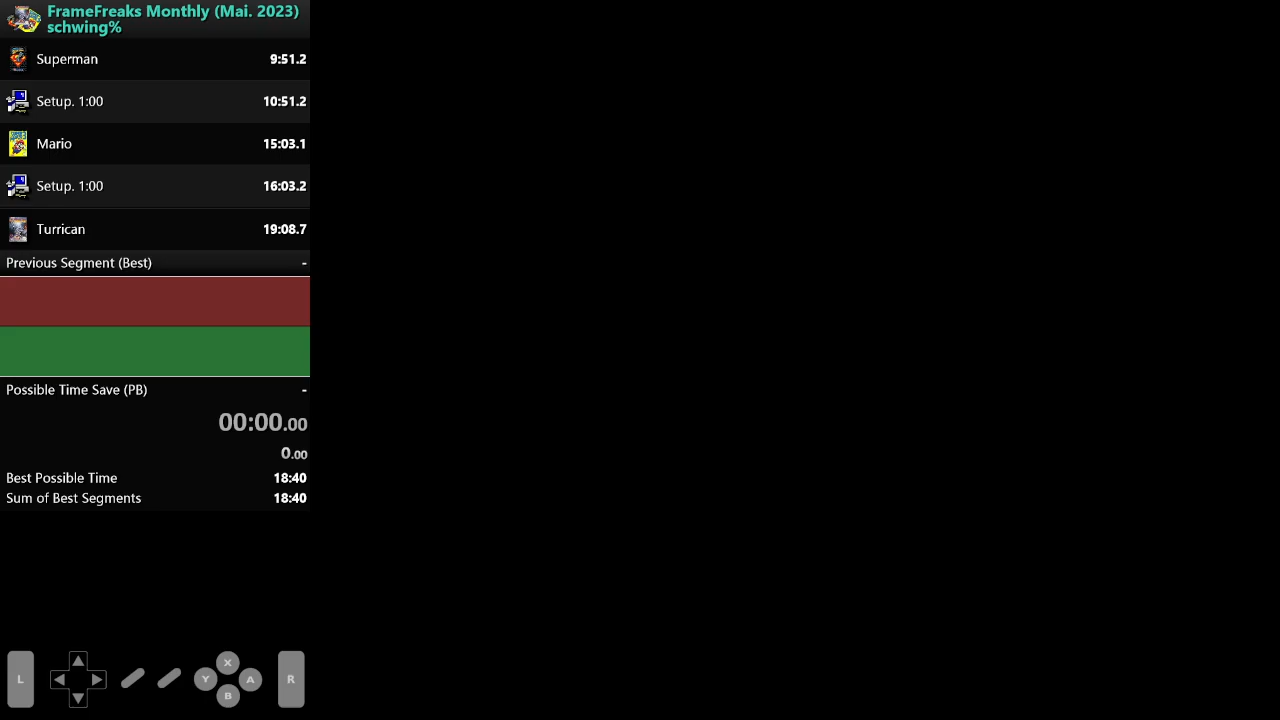 FrameFreaks Monthly (Mai. 2023)
schwing%
Superman 9:51.2
Setup. 1:00 10:51.2
Mario 15:03.1
Setup. 1:00 16:03.2
Turrican 19:08.7
Previous Segment (Best) -
Possible Time Save (PB) -
00:00.00
0.00
Best Possible Time 18:40
Sum of Best Segments 18:40
X
L Y A R
B